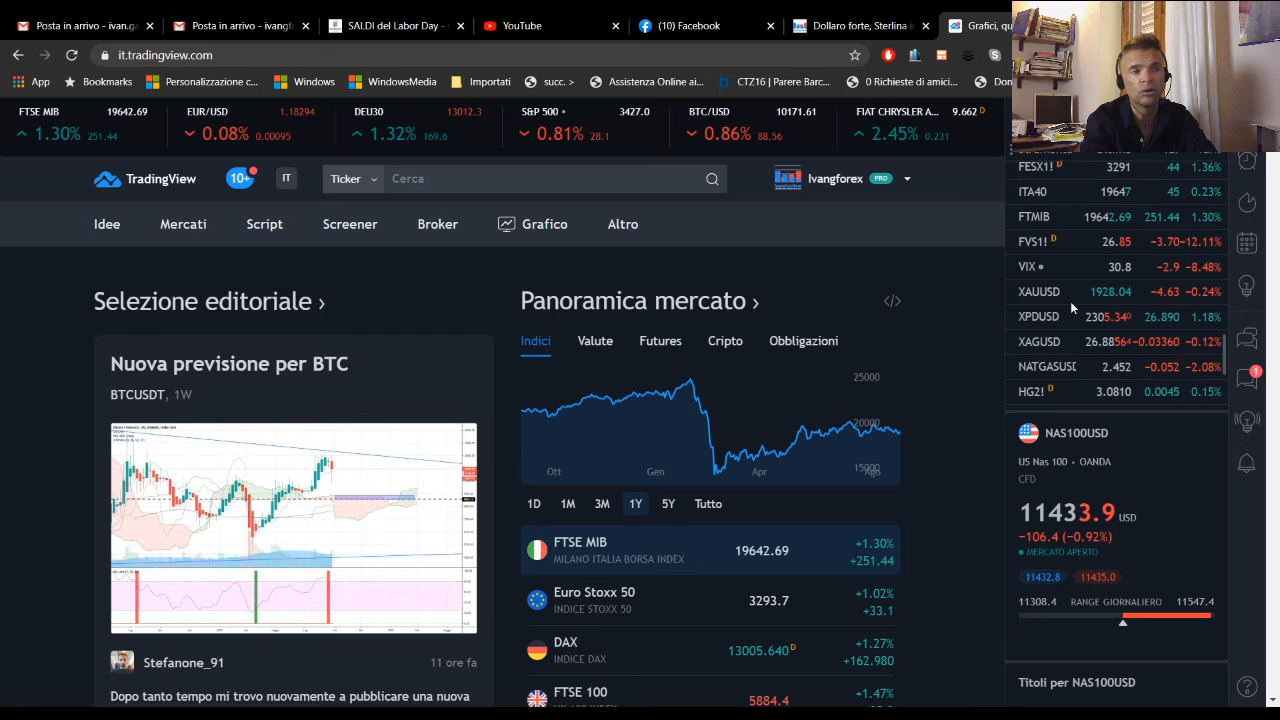 Posta in arrivo - ivan.ga
Posta in arrivo - ivangfo
SALDI del Labor Day -
YouTube
(10) Facebook
Dollaro forte, Sterlina i
Grafici, qu
it.tradingview.com
App
Bookmarks
Personalizzazione c...
Windows
WindowsMe
Importati
succ. >
Assistenza Online ai...
CTZ16 | Parere Barc...
0 Richieste di amici...
Don
FTSE MIB 19642.69
1.30% 251.44
EUR/USD 1.18294
0.08% 0.00095
DEU30 13012.3
1.32% 169.6
S&P 500 3427.0
0.81% 28.1
BTC/USD 10171.61
0.86% 88.56
FIAT CHRYSLER A... 9.662 D
2.45% 0.231
TradingView
10+
IT
Ticker
Cerca
Ivangforex PRO
Idee
Mercati
Script
Screener
Broker
Grafico
Altro
Selezione editoriale ›
Nuova previsione per BTC
BTCUSDT, 1W
Stefanone_91
11 ore fa
Dopo tanto tempo mi trovo nuovamente a pubblicare una nuova
Panoramica mercato ›
Indici
Valute
Futures
Cripto
Obbligazioni
25000
20000
15000
Ott
Gen
Apr
1D
1M
3M
1Y
5Y
Tutto
FTSE MIB
MILANO ITALIA BORSA INDEX
19642.69
+1.30%
+251.44
Euro Stoxx 50
INDICE STOXX 50
3293.7
+1.02%
+33.1
DAX
INDICE DAX
13005.640 D
+1.27%
+162.980
FTSE 100
5884.4
+1.47%
FESX1! D 3291 44 1.36%
ITA40 19647 45 0.23%
FTMIB 19642.69 251.44 1.30%
FVS1! D 26.85 −3.70 −12.11%
VIX 30.8 −2.9 −8.48%
XAUUSD 1928.04 −4.63 −0.24%
XPDUSD 2305.340 26.890 1.18%
XAGUSD 26.88564 −0.03360 −0.12%
NATGASUSD 2.452 −0.052 −2.08%
HG2! D 3.0810 0.0045 0.15%
NAS100USD
US Nas 100 • OANDA
CFD
11433.9 USD
−106.4 (−0.92%)
MERCATO APERTO
11432.8
11435.0
11308.4 RANGE GIORNALIERO 11547.4
Titoli per NAS100USD
1